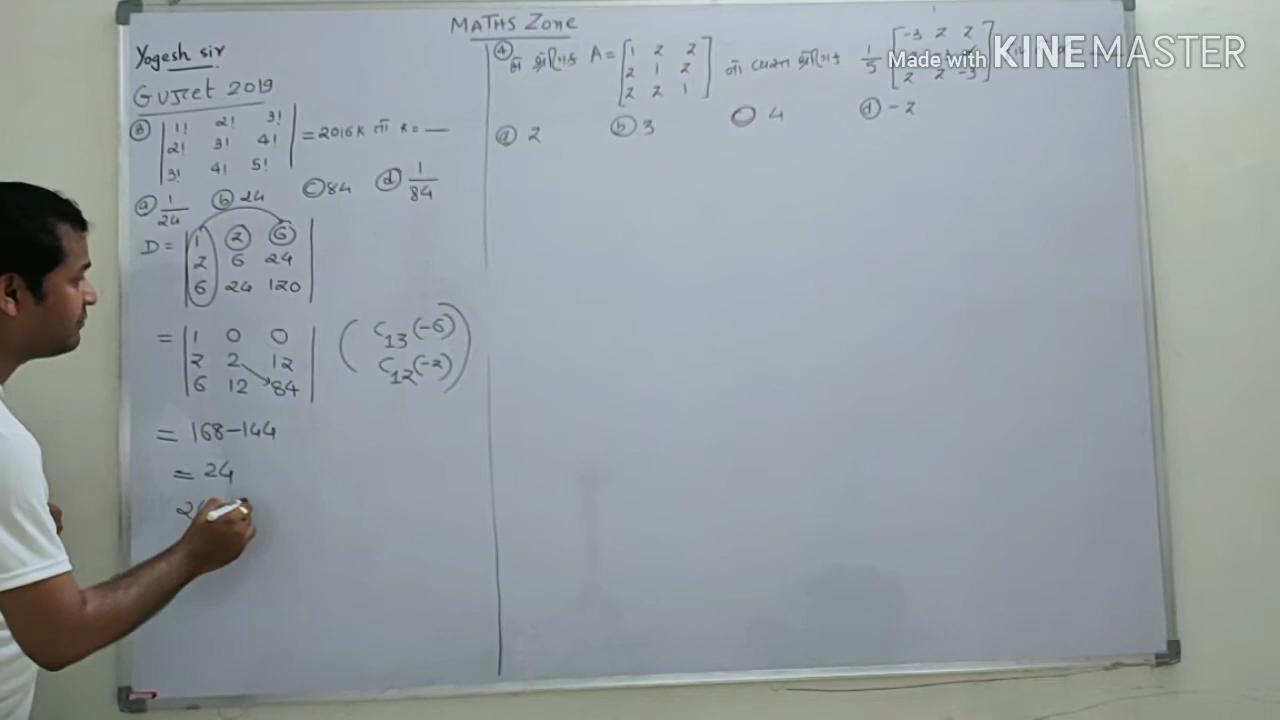 MATHS Zone
Yogesh sir
Gujcet 2019
③ | 1! 2! 3! |
| 2! 3! 4! | = 2016K તો K = —
| 3! 4! 5! |
ⓐ 1/24 ⓑ 24 ⓒ 84 ⓓ 1/84
D = | 1 2 6 |
| 2 6 24 |
| 6 24 120 |
= | 1 0 0 | ( C13(-6)
| 2 2 12 | C12(-2) )
| 6 12 84 |
= 168-144
= 24
④ જો શ્રેણિક A = [ 1 2 2 ] નો વ્યસ્ત શ્રેણિક 1/5 [ -3 2 2 ]
[ 2 1 2 ]
[ 2 2 1 ] [ 2 2 -3 ]
ⓐ 2 ⓑ 3 4 ⓓ -2
Made with KINEMASTER